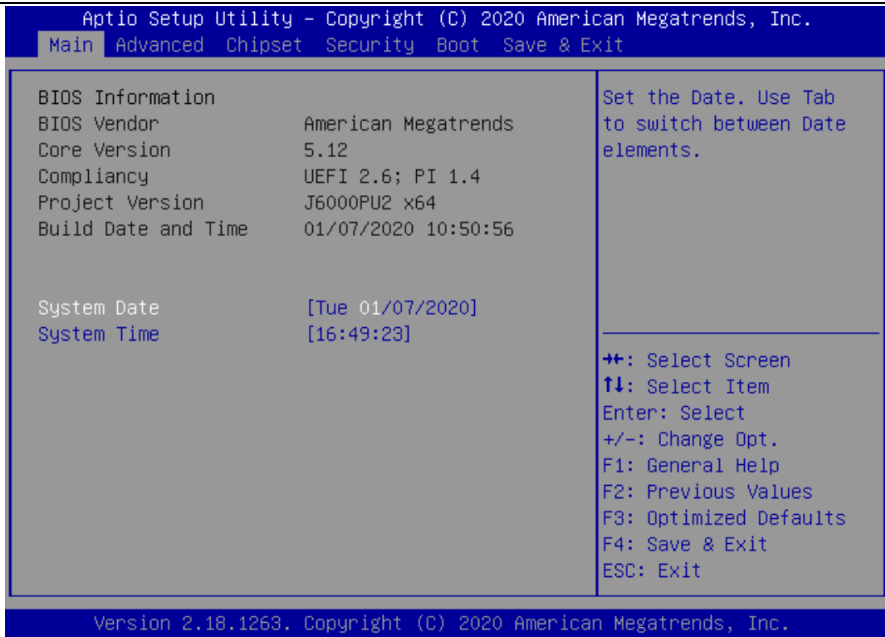 Aptio Setup Utility – Copyright (C) 2020 American Megatrends, Inc.
Main Advanced Chipset Security Boot Save & Exit
BIOS Information
BIOS Vendor American Megatrends
Core Version 5.12
Compliancy UEFI 2.6; PI 1.4
Project Version J6000PU2 x64
Build Date and Time 01/07/2020 10:50:56
System Date [Tue 01/07/2020]
System Time [16:49:23]
Set the Date. Use Tab
to switch between Date
elements.
→←: Select Screen
↑↓: Select Item
Enter: Select
+/-: Change Opt.
F1: General Help
F2: Previous Values
F3: Optimized Defaults
F4: Save & Exit
ESC: Exit
Version 2.18.1263. Copyright (C) 2020 American Megatrends, Inc.